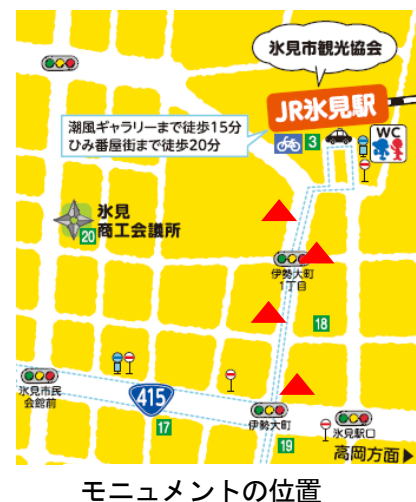 氷見市観光協会
JR氷見駅
潮風ギャラリーまで徒歩15分
ひみ番屋街まで徒歩20分
3
WC
氷見
商工会議所
20
伊勢大町
1丁目
18
氷見市民
会館前
415
17
伊勢大町
19
氷見駅口
高岡方面▶
モニュメントの位置